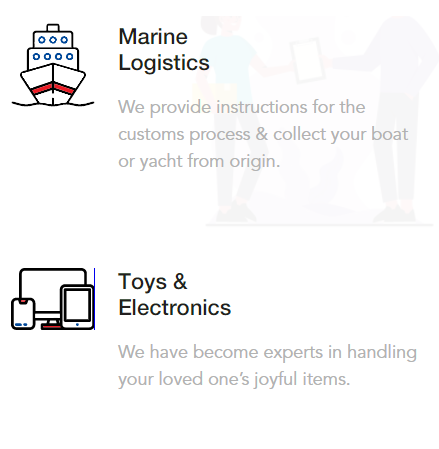 Marine
Logistics
We provide instructions for the
customs process & collect your boat
or yacht from origin.
Toys &
Electronics
We have become experts in handling
your loved one's joyful items.